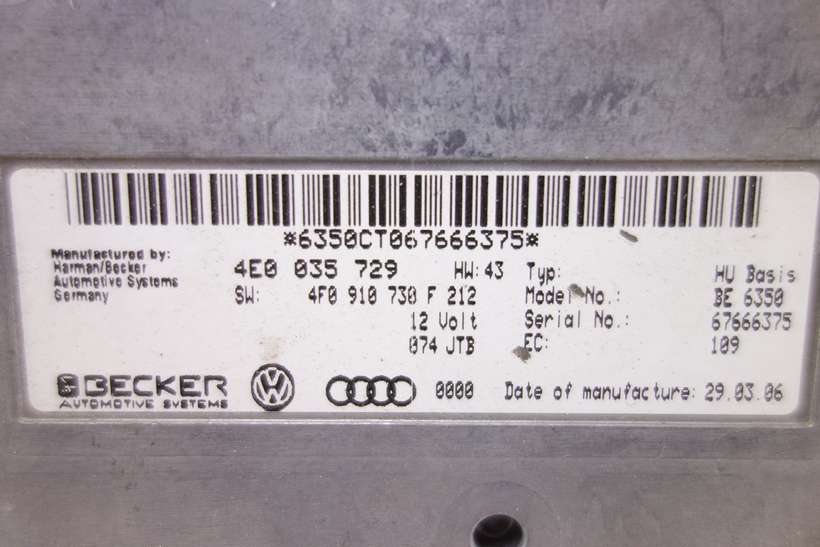 *6350CT067666375*
Manufactured by:
Harman/Becker
Automotive Systems
Germany
4E0 035 729 HW: 43
SW: 4F0 910 730 F 212
12 Volt
074 JTB
Typ: HU Basis
Model No.: BE 6350
Serial No.: 67666375
EC: 109
BECKER
AUTOMOTIVE SYSTEMS
VW
0000
Date of manufacture: 29.03.06